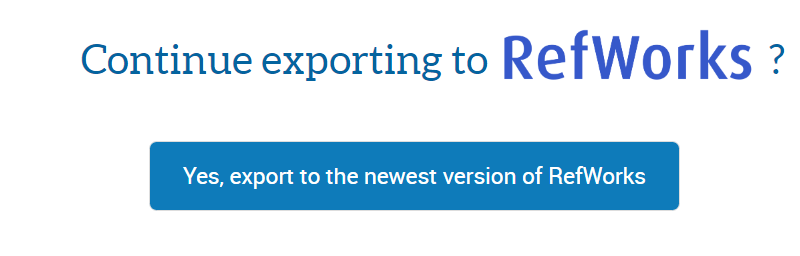 Continue exporting to RefWorks ?
Yes, export to the newest version of RefWorks